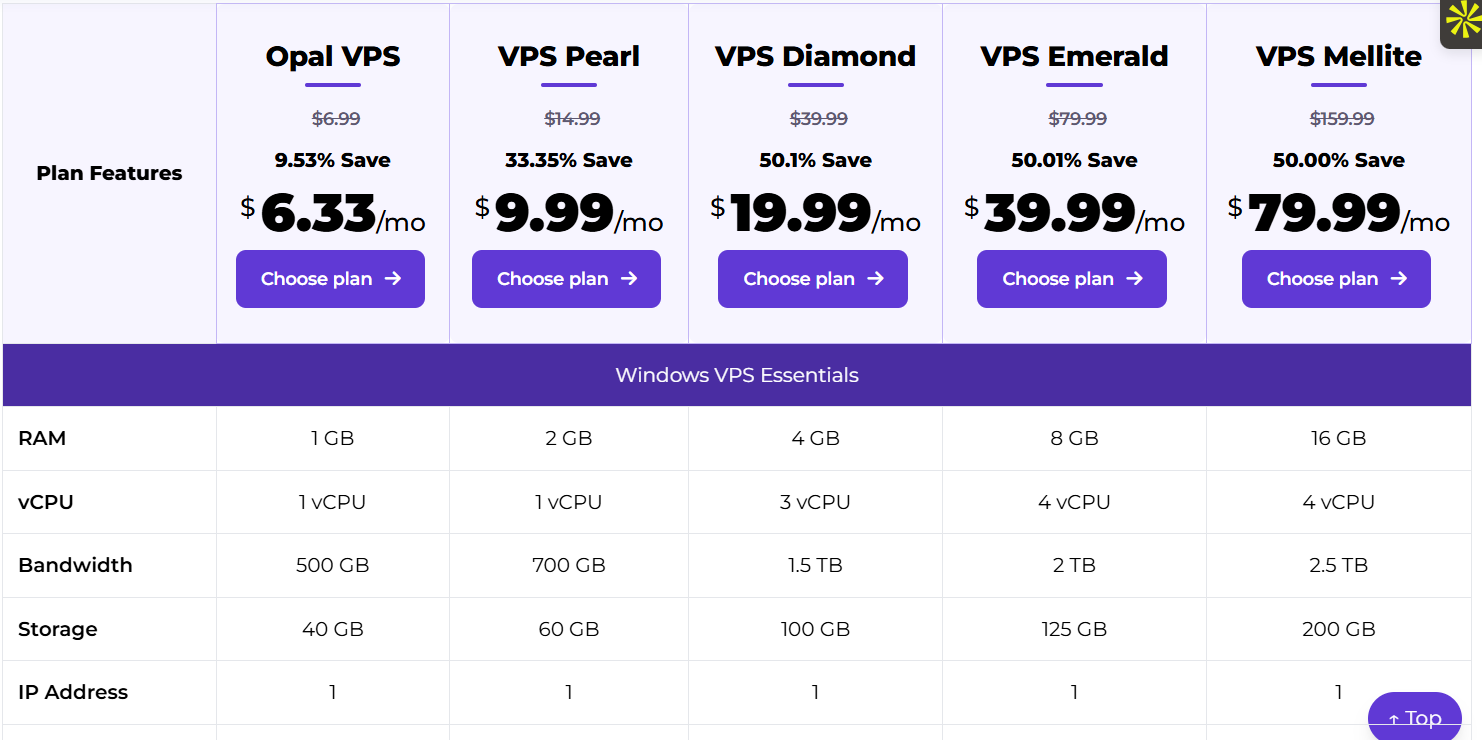 Opal VPS VPS Pearl VPS Diamond VPS Emerald VPS Mellite
$6.99 $14.99 $39.99 $79.99 $159.99
9.53% Save 33.35% Save 50.1% Save 50.01% Save 50.00% Save
Plan Features
$6.33/mo $9.99/mo $19.99/mo $39.99/mo $79.99/mo
Choose plan → Choose plan → Choose plan → Choose plan → Choose plan →
Windows VPS Essentials
RAM 1 GB 2 GB 4 GB 8 GB 16 GB
vCPU 1 vCPU 1 vCPU 3 vCPU 4 vCPU 4 vCPU
Bandwidth 500 GB 700 GB 1.5 TB 2 TB 2.5 TB
Storage 40 GB 60 GB 100 GB 125 GB 200 GB
IP Address 1 1 1 1 1
↑ Top